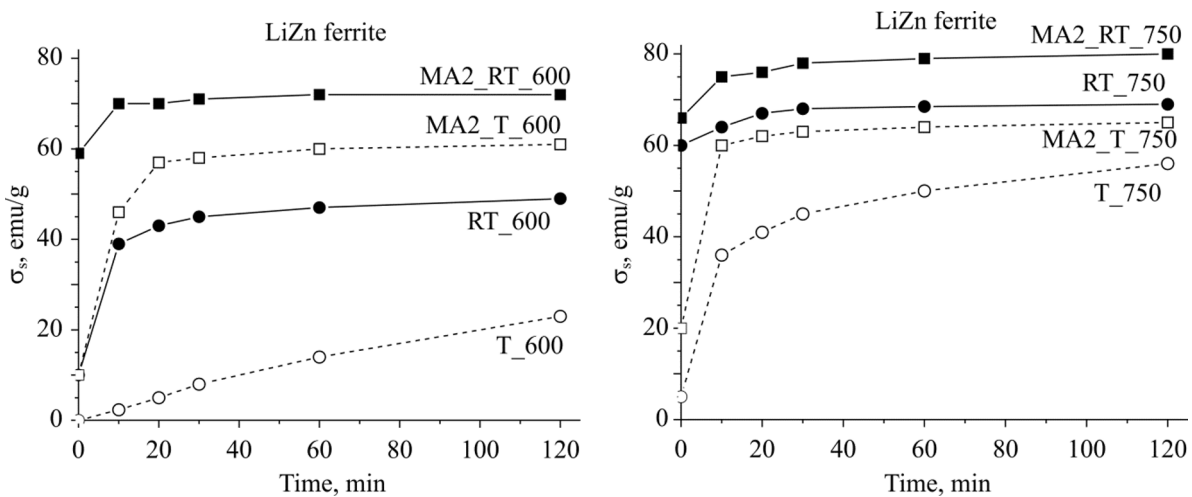 LiZn ferrite
80
60
40
20
0
σs, emu/g
MA2_RT_600
MA2_T_600
RT_600
T_600
0 20 40 60 80 100 120
Time, min
LiZn ferrite
80
60
40
20
0
σs, emu/g
MA2_RT_750
RT_750
MA2_T_750
T_750
0 20 40 60 80 100 120
Time, min